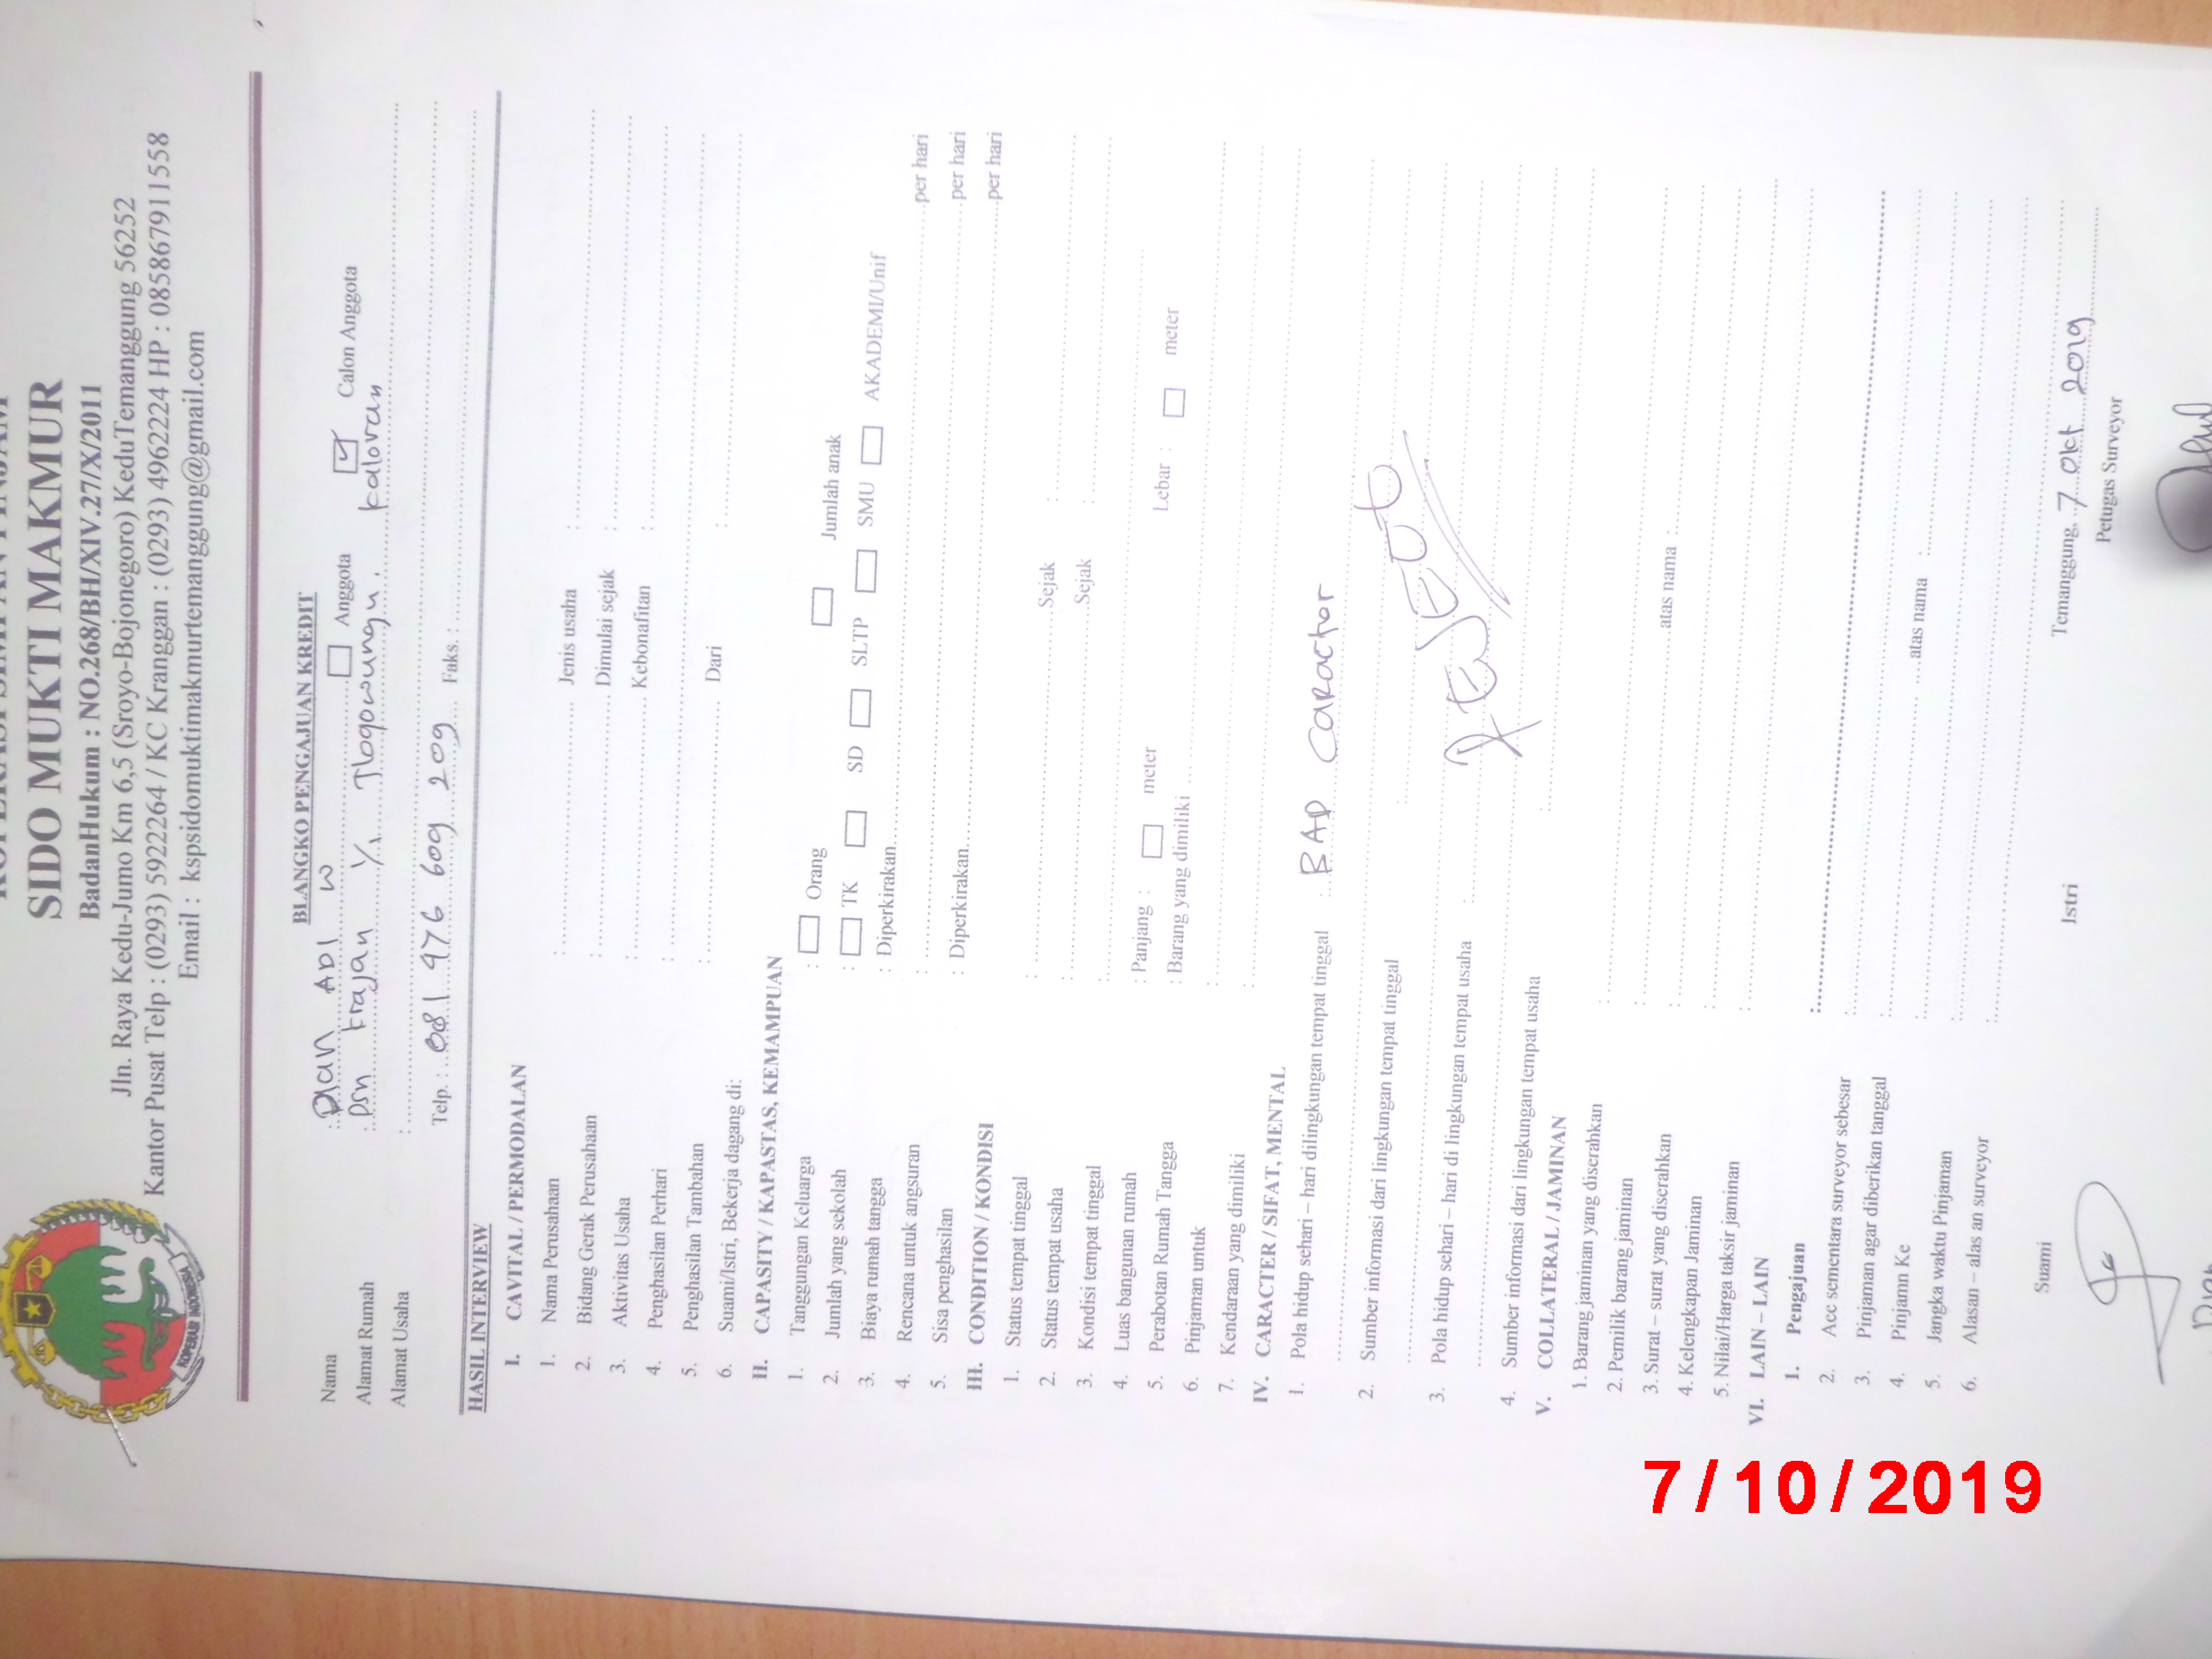 SIDO MUKTI MAKMUR
BadanHukum : NO.268/BH/XIV.27/X/2011
Jln. Raya Kedu-Jumo Km 6,5 (Sroyo-Bojonegoro) KeduTemanggung 56252
Kantor Pusat Telp : (0293) 5922264 / KC Kranggan : (0293) 4962224 HP : 085867911558
Email : kspsidomuktimakmurtemanggung@gmail.com
KOPERASI INDONESIA
BLANGKO PENGAJUAN KREDIT
Nama : DIAN ADI W Anggota Calon Anggota
Alamat Rumah : Dsn krajan 1/1 Tlogowungu. kaloran
Alamat Usaha :
Telp. : 081 976 609 209 Faks :
HASIL INTERVIEW
I. CAVITAL / PERMODALAN
1. Nama Perusahaan : Jenis usaha :
2. Bidang Gerak Perusahaan : Dimulai sejak :
3. Aktivitas Usaha : Kebonafitan :
4. Penghasilan Perhari :
5. Penghasilan Tambahan : Dari :
6. Suami/Istri, Bekerja dagang di:
II. CAPASITY / KAPASTAS, KEMAMPUAN
1. Tanggungan Keluarga : Orang Jumlah anak
2. Jumlah yang sekolah : TK SD SLTP SMU AKADEMI/Unif
3. Biaya rumah tangga : Diperkirakan per hari
4. Rencana untuk angsuran : per hari
5. Sisa penghasilan : Diperkirakan per hari
III. CONDITION / KONDISI
1. Status tempat tinggal : Sejak :
2. Status tempat usaha : Sejak :
3. Kondisi tempat tinggal :
4. Luas bangunan rumah : Panjang : meter Lebar : meter
5. Perabotan Rumah Tangga : Barang yang dimiliki
6. Pinjaman untuk :
7. Kendaraan yang dimiliki :
IV. CARACTER / SIFAT, MENTAL
1. Pola hidup sehari – hari dilingkungan tempat tinggal : BAD Caractor
2. Sumber informasi dari lingkungan tempat tinggal :
3. Pola hidup sehari – hari di lingkungan tempat usaha :
4. Sumber informasi dari lingkungan tempat usaha :
V. COLLATERAL / JAMINAN
1. Barang jaminan yang diserahkan :
2. Pemilik barang jaminan :
3. Surat – surat yang diserahkan : atas nama :
4. Kelengkapan Jaminan :
5. Nilai/Harga taksir jaminan :
VI. LAIN – LAIN
1. Pengajuan :
2. Acc sementara surveyor sebesar :
3. Pinjaman agar diberikan tanggal :
4. Pinjamn Ke : atas nama :
5. Jangka waktu Pinjaman :
6. Alasan – alas an surveyor
Temanggung, 7 Okt 2019
Suami Istri Petugas Surveyor
7/10/2019